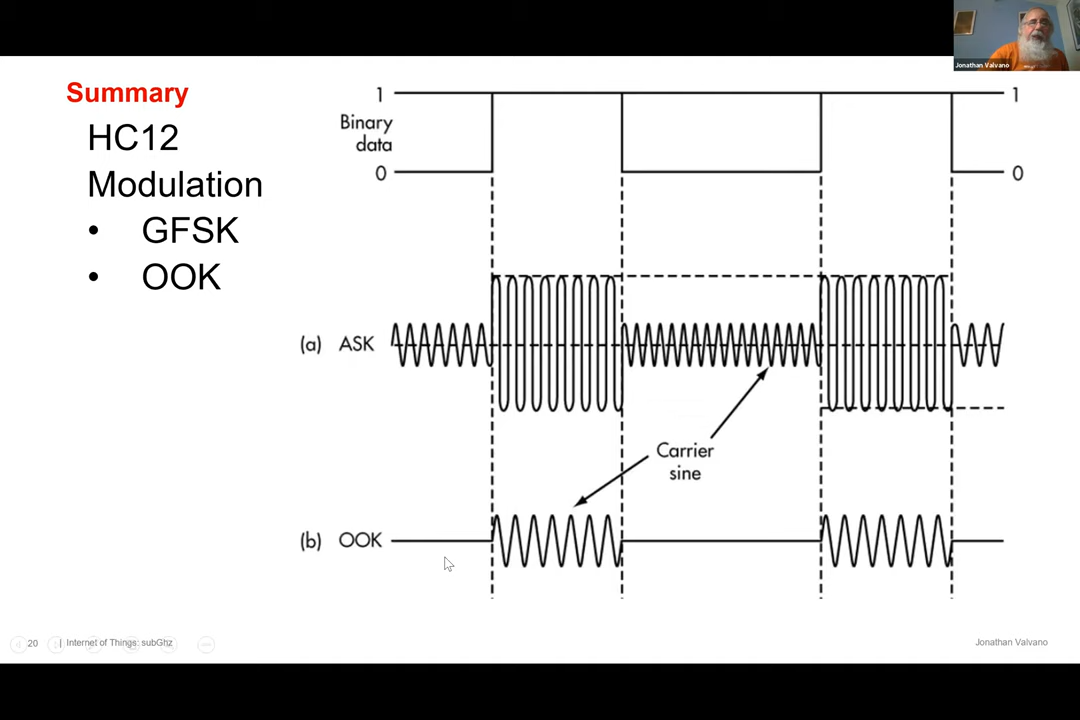 Jonathan Valvano
Summary
HC12
Modulation
• GFSK
• OOK
1
Binary
data
0
1
0
(a) ASK
Carrier
sine
(b) OOK
20 | Internet of Things: subGhz
Jonathan Valvano